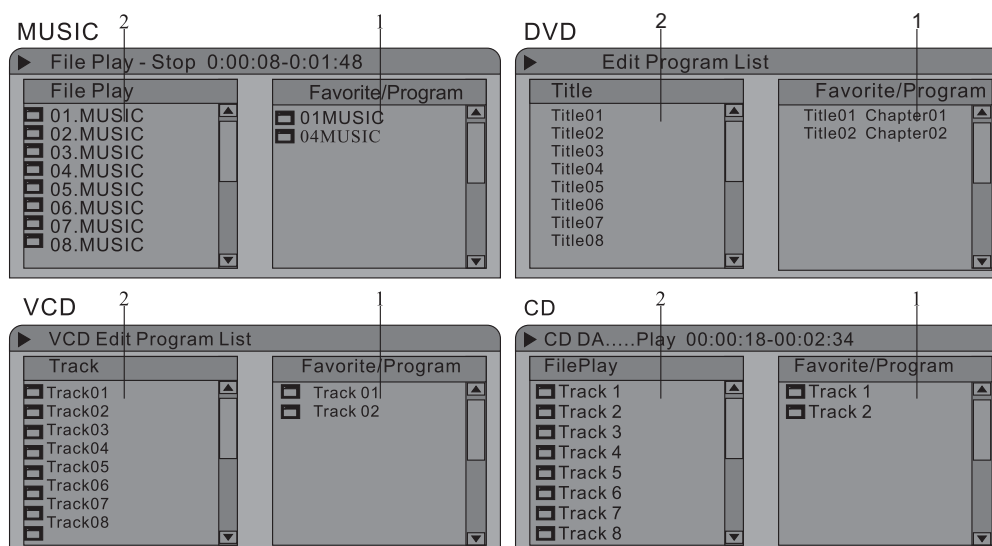 MUSIC
2
1
File Play - Stop 0:00:08-0:01:48
File Play
01.MUSIC
02.MUSIC
03.MUSIC
04.MUSIC
05.MUSIC
06.MUSIC
07.MUSIC
08.MUSIC
Favorite/Program
01MUSIC
04MUSIC
DVD
2
1
Edit Program List
Title
Title01
Title02
Title03
Title04
Title05
Title06
Title07
Title08
Favorite/Program
Title01 Chapter01
Title02 Chapter02
VCD
2
1
VCD Edit Program List
Track
Track01
Track02
Track03
Track04
Track05
Track06
Track07
Track08
Favorite/Program
Track 01
Track 02
CD
2
1
CD DA.....Play 00:00:18-00:02:34
FilePlay
Track 1
Track 2
Track 3
Track 4
Track 5
Track 6
Track 7
Track 8
Favorite/Program
Track 1
Track 2